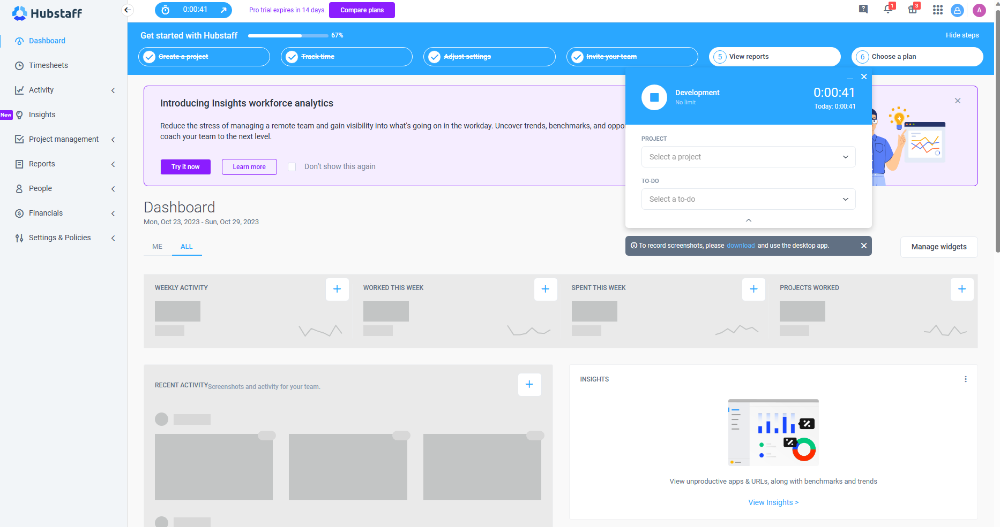 Hubstaff
0:00:41
Pro trial expires in 14 days.
Compare plans
1
3
A
Dashboard
Timesheets
Activity
New
Insights
Project management
Reports
People
Financials
Settings & Policies
Get started with Hubstaff
67%
Hide steps
Create a project
Track time
Adjust settings
Invite your team
5 View reports
6 Choose a plan
Introducing Insights workforce analytics
Reduce the stress of managing a remote team and gain visibility into what's going on in the workday. Uncover trends, benchmarks, and oppo
coach your team to the next level.
Try it now
Learn more
Don't show this again
Development
No limit
0:00:41
Today: 0:00:41
PROJECT
Select a project
TO-DO
Select a to-do
To record screenshots, please download and use the desktop app.
Dashboard
Mon, Oct 23, 2023 - Sun, Oct 29, 2023
ME
ALL
Manage widgets
WEEKLY ACTIVITY
WORKED THIS WEEK
SPENT THIS WEEK
PROJECTS WORKED
RECENT ACTIVITY Screenshots and activity for your team.
INSIGHTS
View unproductive apps & URLs, along with benchmarks and trends
View Insights >